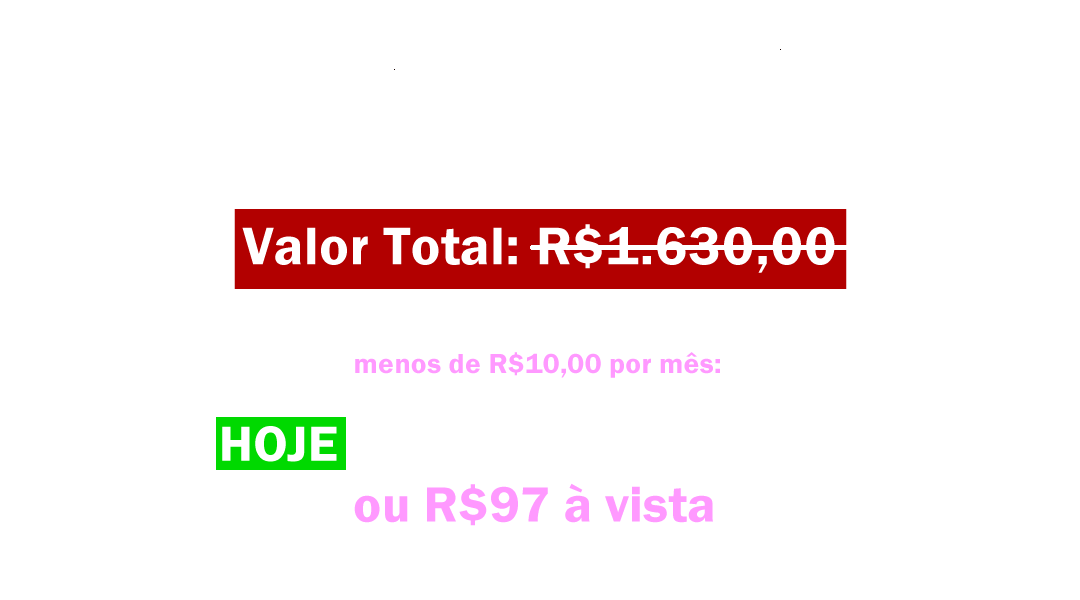 Valor Total: R$1.630,00
menos de R$10,00 por mês:
HOJE
ou R$97 à vista